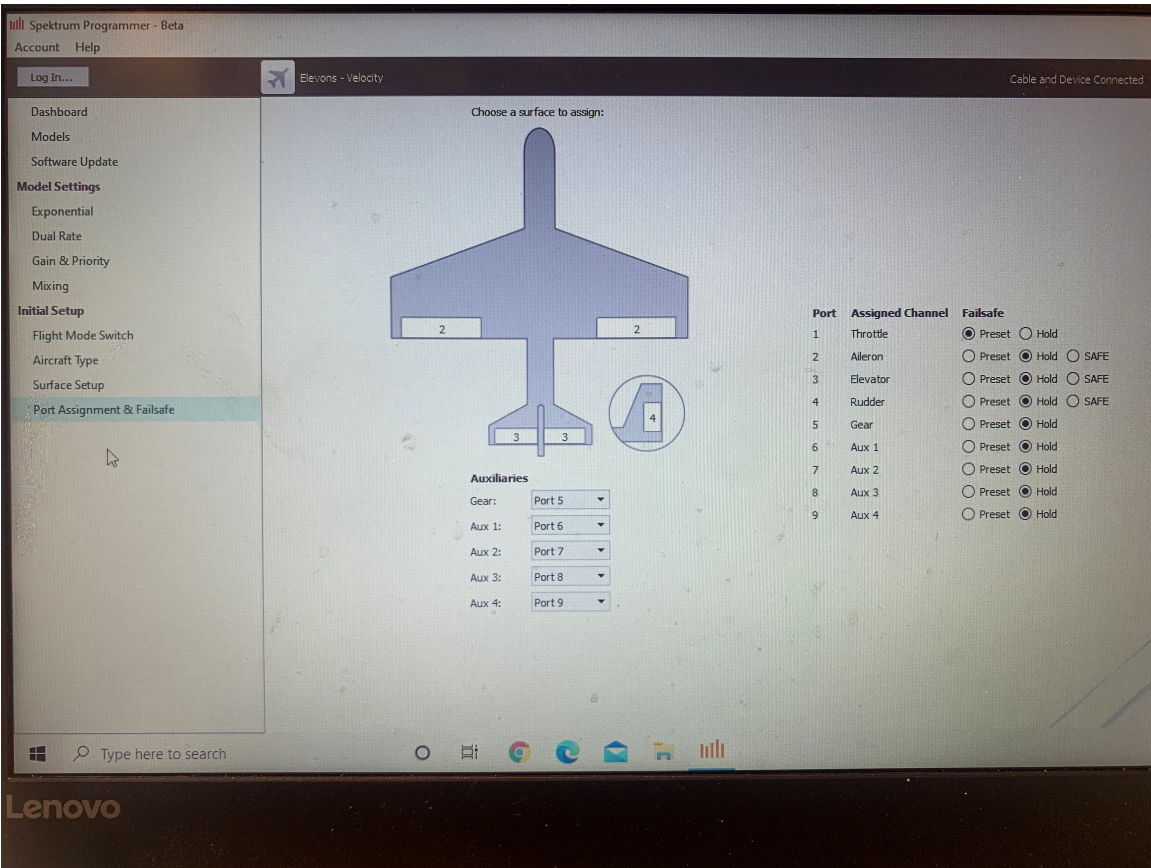 Spektrum Programmer - Beta
Account Help
Log In...
Elevons - Velocity
Cable and Device Connected
Dashboard
Models
Software Update
Model Settings
Exponential
Dual Rate
Gain & Priority
Mixing
Initial Setup
Flight Mode Switch
Aircraft Type
Surface Setup
Port Assignment & Failsafe
Choose a surface to assign:
2 2
4
3 3
Auxiliaries
Gear: Port 5
Aux 1: Port 6
Aux 2: Port 7
Aux 3: Port 8
Aux 4: Port 9
Port Assigned Channel Failsafe
1 Throttle Preset Hold
2 Aileron Preset Hold SAFE
3 Elevator Preset Hold SAFE
4 Rudder Preset Hold SAFE
5 Gear Preset Hold
6 Aux 1 Preset Hold
7 Aux 2 Preset Hold
8 Aux 3 Preset Hold
9 Aux 4 Preset Hold
Type here to search
Lenovo